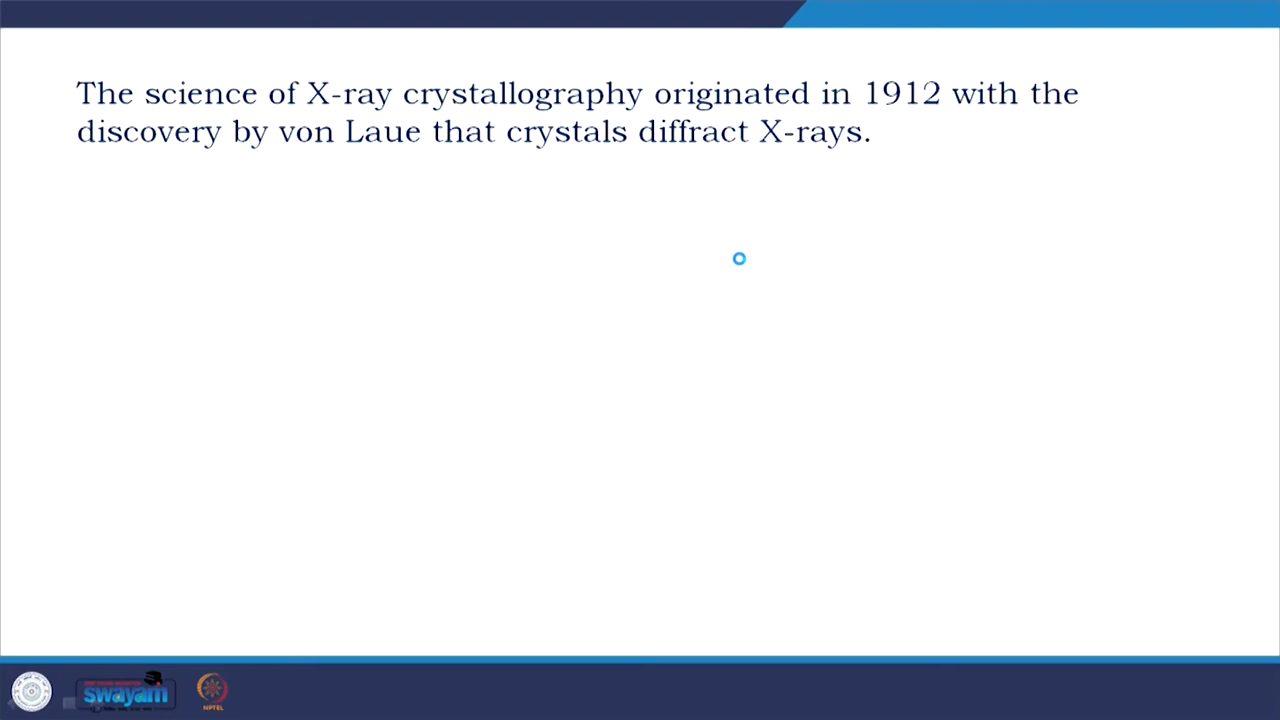 The science of X-ray crystallography originated in 1912 with the
discovery by von Laue that crystals diffract X-rays.
swayam
NPTEL